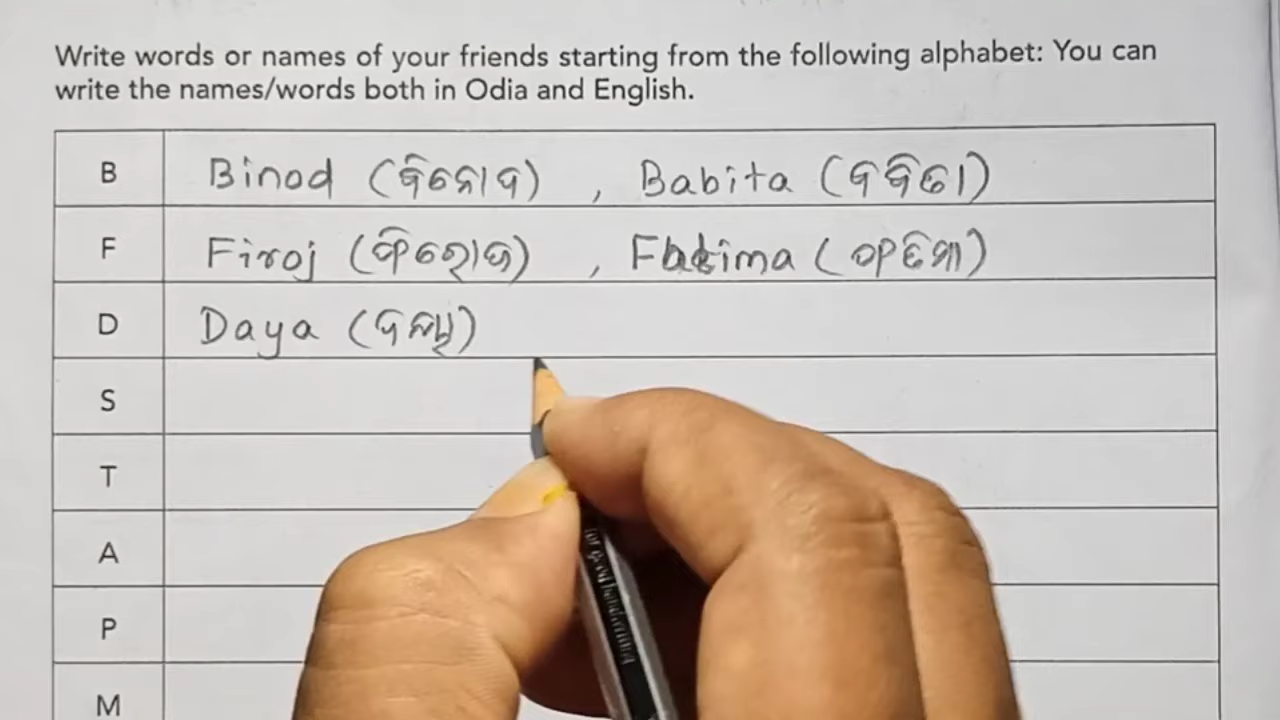 Write words or names of your friends starting from the following alphabet: You can
write the names/words both in Odia and English.
B Binod (ବିନୋଦ) , Babita (ବବିତା)
F Firoj (ଫିରୋଜ) , Fatima (ଫତିମା)
D Daya (ଦୟା)
S
T
A
P
M